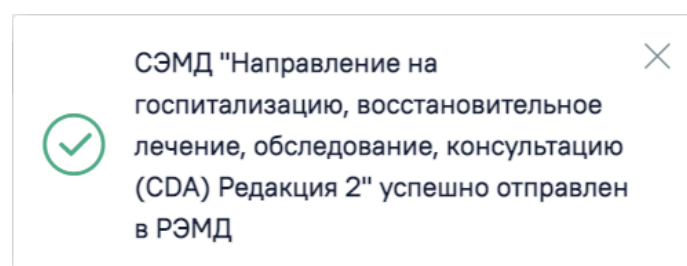 СЭМД "Направление на
госпитализацию, восстановительное
лечение, обследование, консультацию
(CDA) Редакция 2" успешно отправлен
в РЭМД